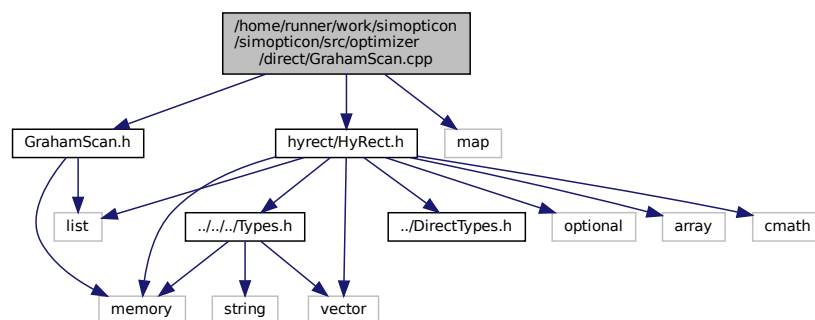 /home/runner/work/simopticon
/simopticon/src/optimizer
/direct/GrahamScan.cpp
GrahamScan.h
hyrect/HyRect.h
map
list
../../../Types.h
../DirectTypes.h
optional
array
cmath
memory
string
vector